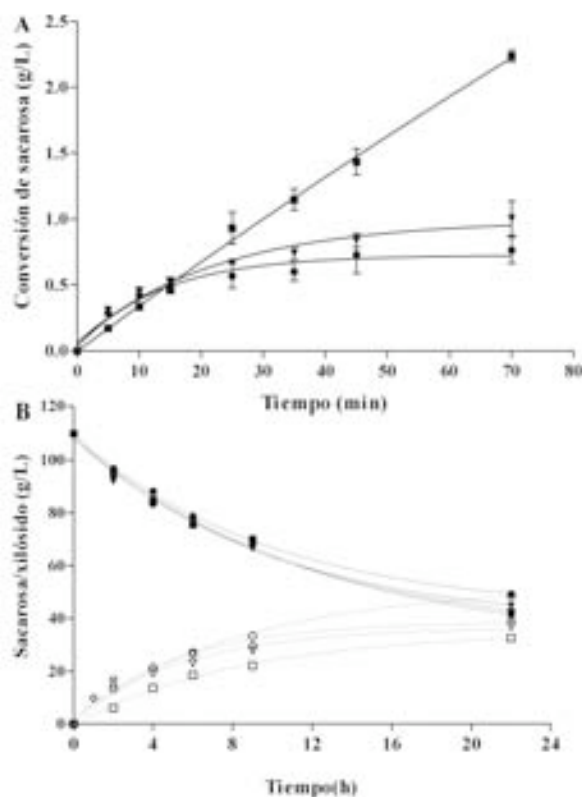 A
Conversión de sacarosa (g/L)
2.5
2.0
1.5
1.0
0.5
0.0
0 10 20 30 40 50 60 70 80
Tiempo (min)
B
Sacarosa/xilósido (g/L)
120
100
80
60
40
20
0
0 4 8 12 16 20 24
Tiempo(h)